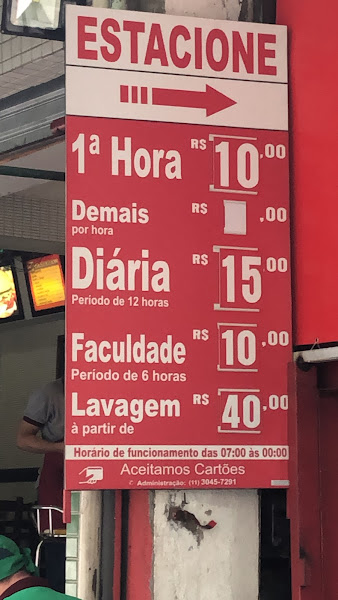 ESTACIONE
1ª Hora R$ 10,00
Demais R$ ,00
por hora
Diária R$ 15,00
Período de 12 horas
Faculdade R$ 10,00
Período de 6 horas
Lavagem R$ 40,00
à partir de
Horário de funcionamento das 07:00 às 00:00
Aceitamos Cartões
Administração: (11) 3045-7291